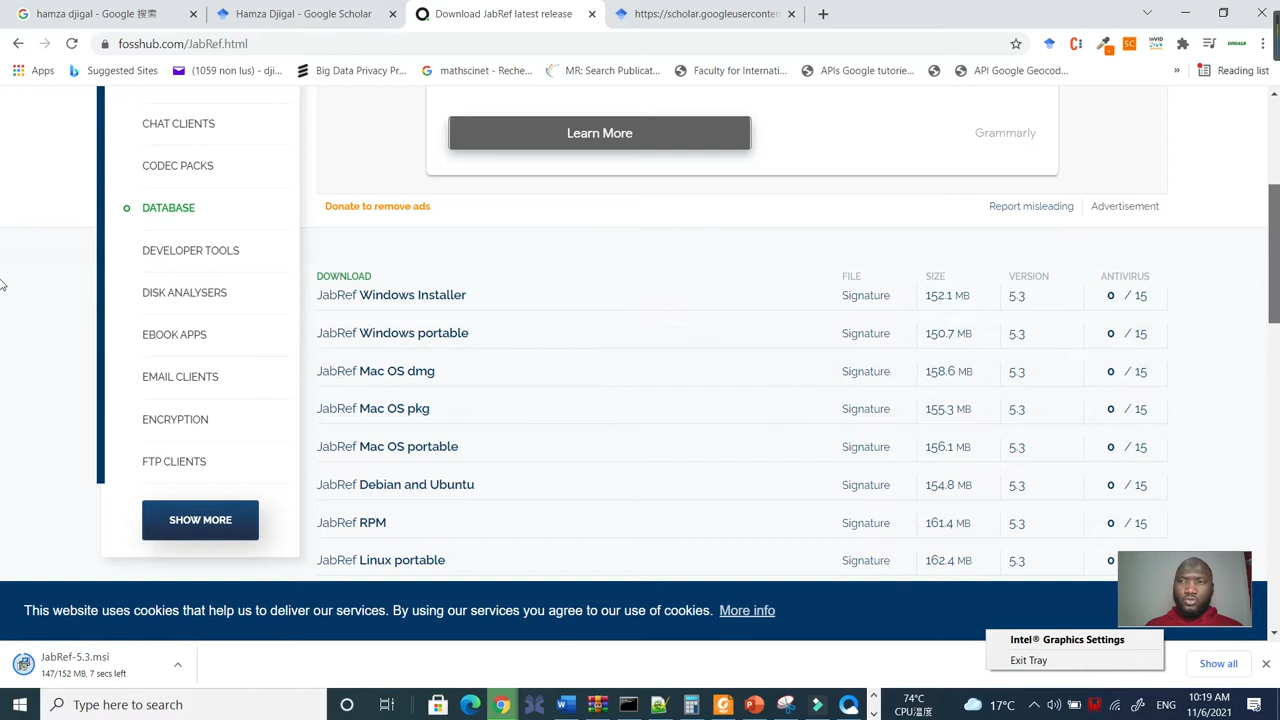 hamza djigal - Google 搜索
Hamza Djigal - Google Scholar
Download JabRef latest release
https://scholar.googleuserconten
fosshub.com/JabRef.html
Apps
Suggested Sites
(1059 non lus) - dji...
Big Data Privacy Pr...
mathscinet - Reche...
MR: Search Publicat...
Faculty for Internati...
APIs Google tutorie...
API Google Geocod...
»
Reading list
CHAT CLIENTS
CODEC PACKS
DATABASE
DEVELOPER TOOLS
DISK ANALYSERS
EBOOK APPS
EMAIL CLIENTS
ENCRYPTION
FTP CLIENTS
SHOW MORE
Learn More
Grammarly
Donate to remove ads
Report misleading
Advertisement
DOWNLOAD FILE SIZE VERSION ANTIVIRUS
JabRef Windows Installer Signature 152.1 MB 5.3 0 / 15
JabRef Windows portable Signature 150.7 MB 5.3 0 / 15
JabRef Mac OS dmg Signature 158.6 MB 5.3 0 / 15
JabRef Mac OS pkg Signature 155.3 MB 5.3 0 / 15
JabRef Mac OS portable Signature 156.1 MB 5.3 0 / 15
JabRef Debian and Ubuntu Signature 154.8 MB 5.3 0 / 15
JabRef RPM Signature 161.4 MB 5.3 0 / 15
JabRef Linux portable Signature 162.4 MB 5.3 0
This website uses cookies that help us to deliver our services. By using our services you agree to our use of cookies. More info
Intel® Graphics Settings
Exit Tray
JabRef-5.3.msi
147/152 MB, 7 secs left
Show all
Type here to search
74℃
CPU温度
17°C
ENG
10:19 AM
11/6/2021